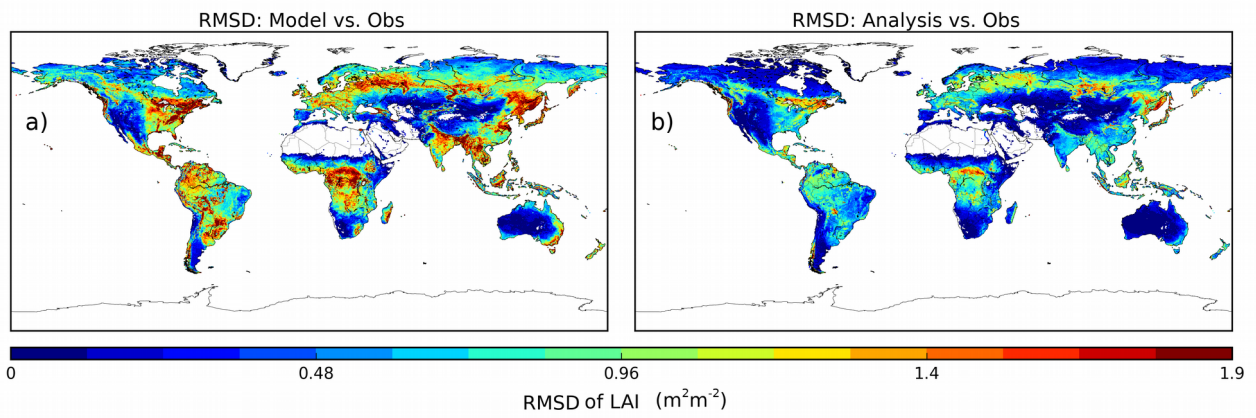 RMSD: Model vs. Obs
RMSD: Analysis vs. Obs
a)
b)
0 0.48 0.96 1.4 1.9
RMSD of LAI (m²m⁻²)